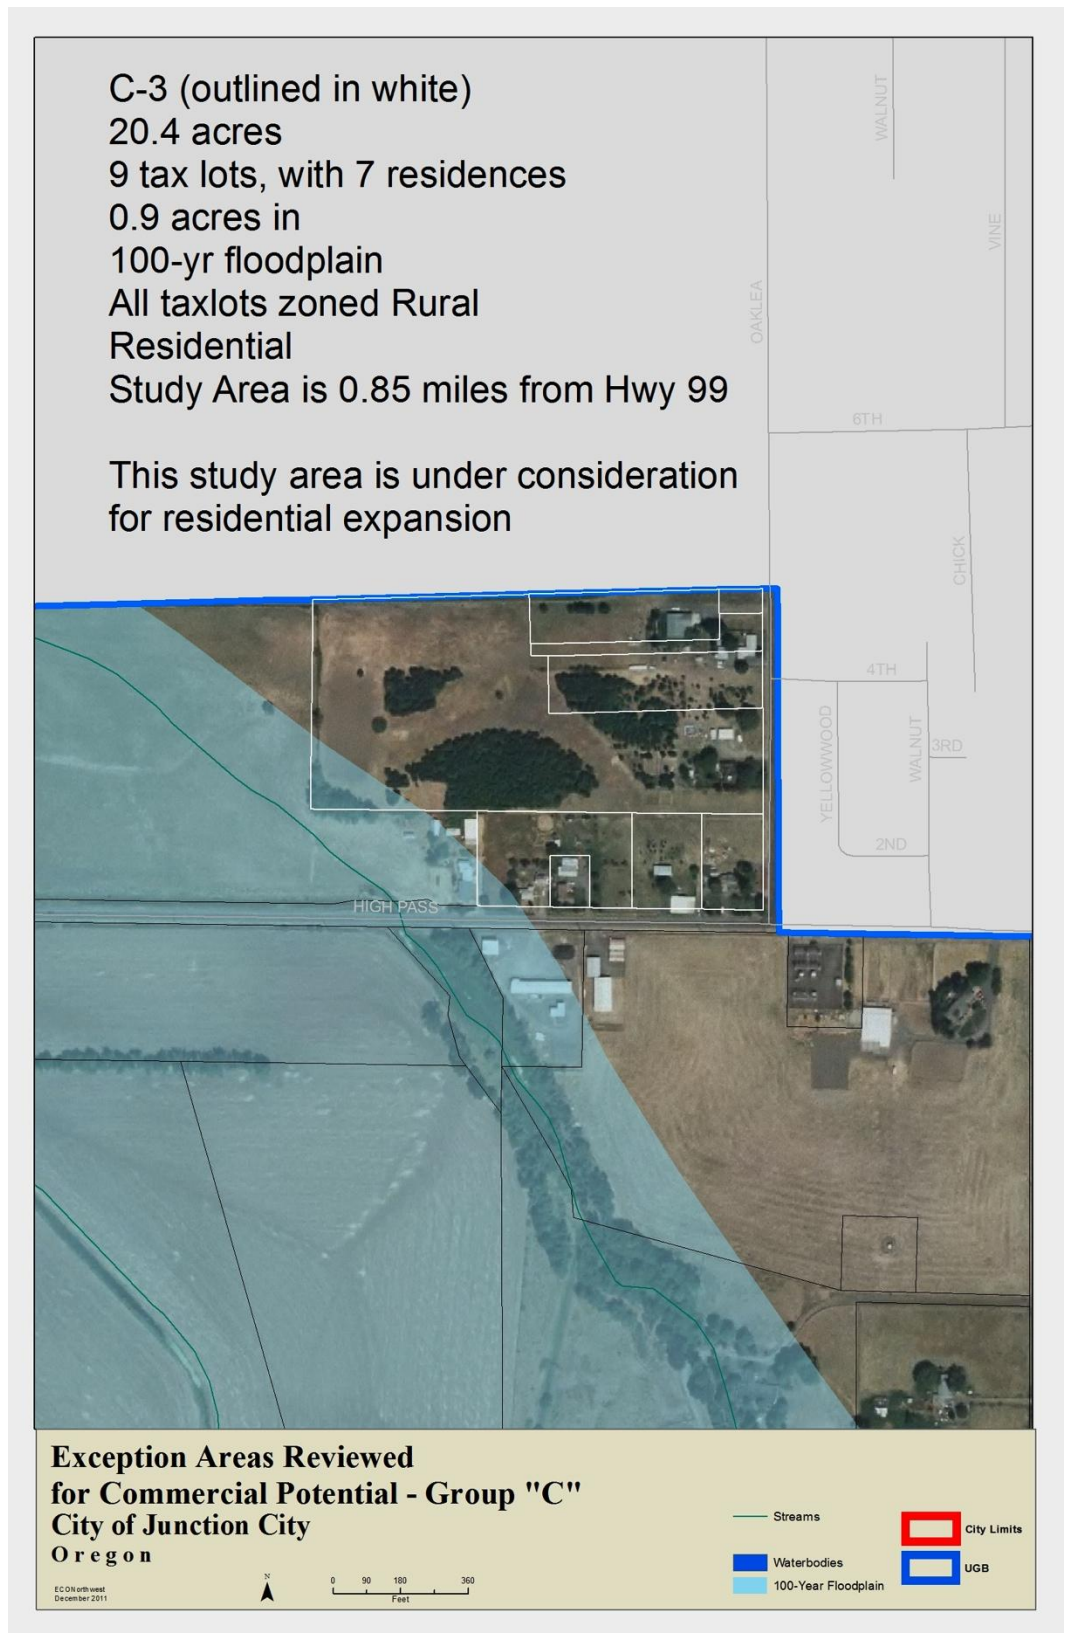 C-3 (outlined in white)
20.4 acres
9 tax lots, with 7 residences
0.9 acres in
100-yr floodplain
All taxlots zoned Rural
Residential
Study Area is 0.85 miles from Hwy 99
This study area is under consideration
for residential expansion
WALNUT
VINE
OAKLEA
6TH
CHICK
4TH
YELLOWWOOD
WALNUT
3RD
2ND
HIGH PASS
Exception Areas Reviewed
for Commercial Potential - Group "C"
City of Junction City
Oregon
ECONorthwest
December 2011
N
0 90 180 360
Feet
Streams
Waterbodies
100-Year Floodplain
City Limits
UGB